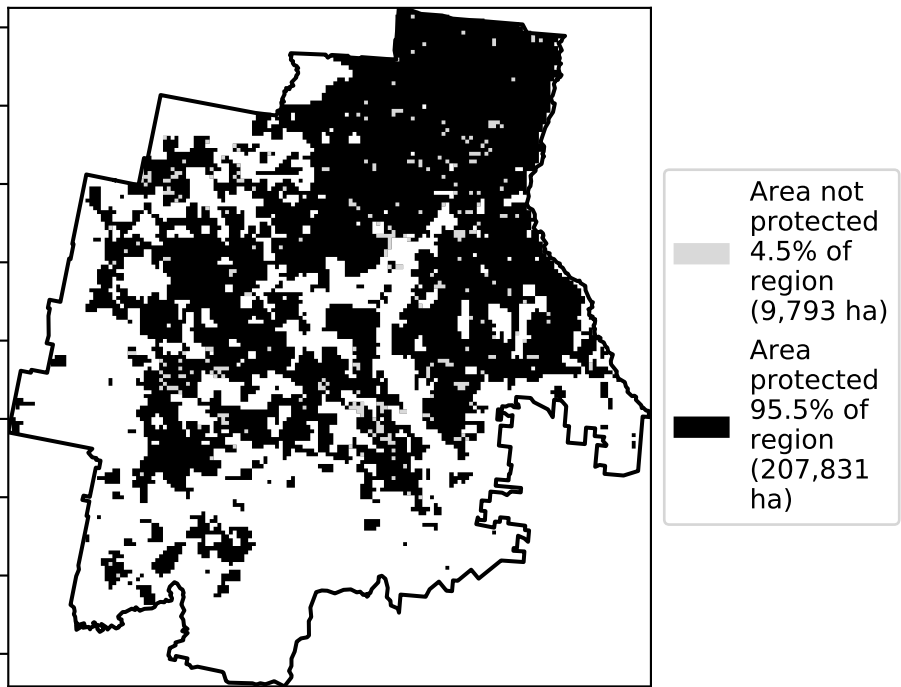 Area not
protected
4.5% of
region
(9,793 ha)
Area
protected
95.5% of
region
(207,831
ha)